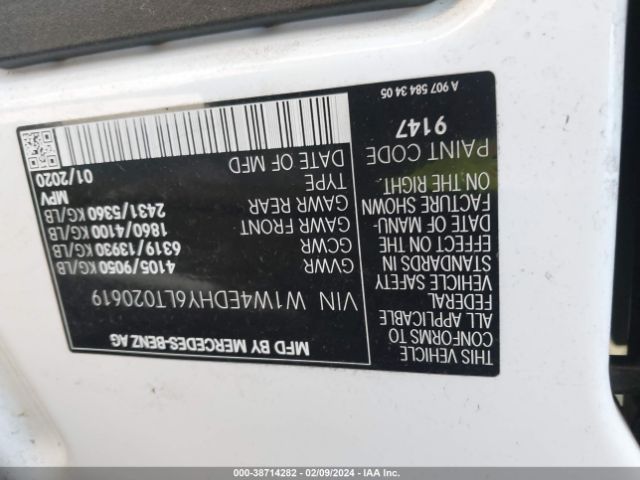 MFD BY MERCEDES-BENZ AG
VIN W1W4EDHY6LT020619
GVWR 4105/9050 KG/LB
GCWR 6319/13930 KG/LB
GAWR FRONT 1860/4100 KG/LB
GAWR REAR 2431/5360 KG/LB
TYPE MPV
DATE OF MFD 01/2020
THIS VEHICLE
CONFORMS TO
ALL APPLICABLE
FEDERAL
VEHICLE SAFETY
STANDARDS IN
EFFECT ON THE
DATE OF MANU-
FACTURE SHOWN
ON THE RIGHT.
PAINT CODE
9147
A 907 584 34 05
000-38714282 - 02/09/2024 - IAA Inc.